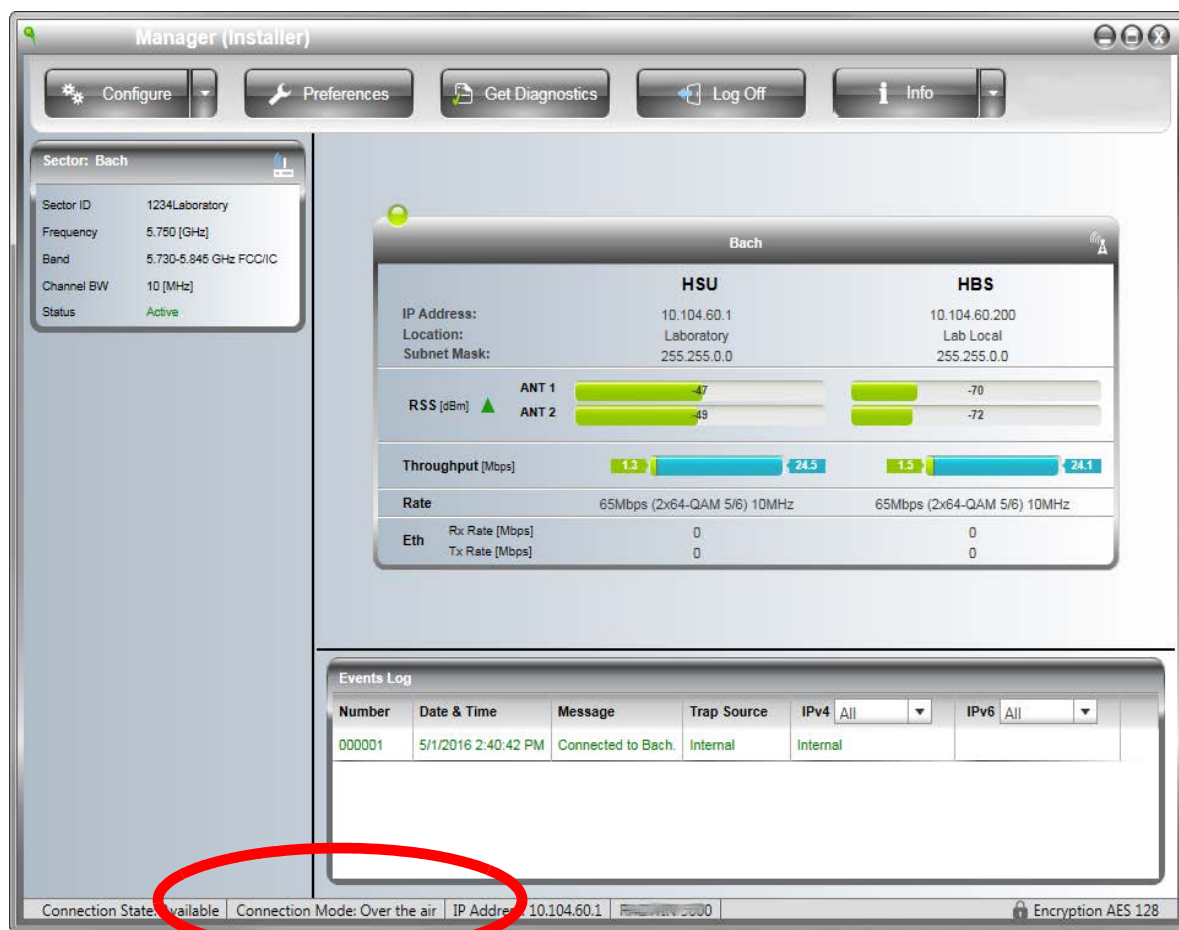 Manager (Installer)
Configure
Preferences
Get Diagnostics
Log Off
Info
Sector: Bach
Sector ID 1234Laboratory
Frequency 5.750 [GHz]
Band 5.730-5.845 GHz FCC/IC
Channel BW 10 [MHz]
Status Active
Bach
HSU HBS
IP Address: 10.104.60.1 10.104.60.200
Location: Laboratory Lab Local
Subnet Mask: 255.255.0.0 255.255.0.0
RSS [dBm]
ANT 1 -47 -70
ANT 2 -49 -72
Throughput [Mbps] 1.3 24.5 1.5 24.1
Rate 65Mbps (2x64-QAM 5/6) 10MHz 65Mbps (2x64-QAM 5/6) 10MHz
Eth
Rx Rate [Mbps] 0 0
Tx Rate [Mbps] 0 0
Events Log
Number Date & Time Message Trap Source IPv4 All IPv6 All
000001 5/1/2016 2:40:42 PM Connected to Bach. Internal Internal
Connection State: Available Connection Mode: Over the air IP Address: 10.104.60.1 Encryption AES 128